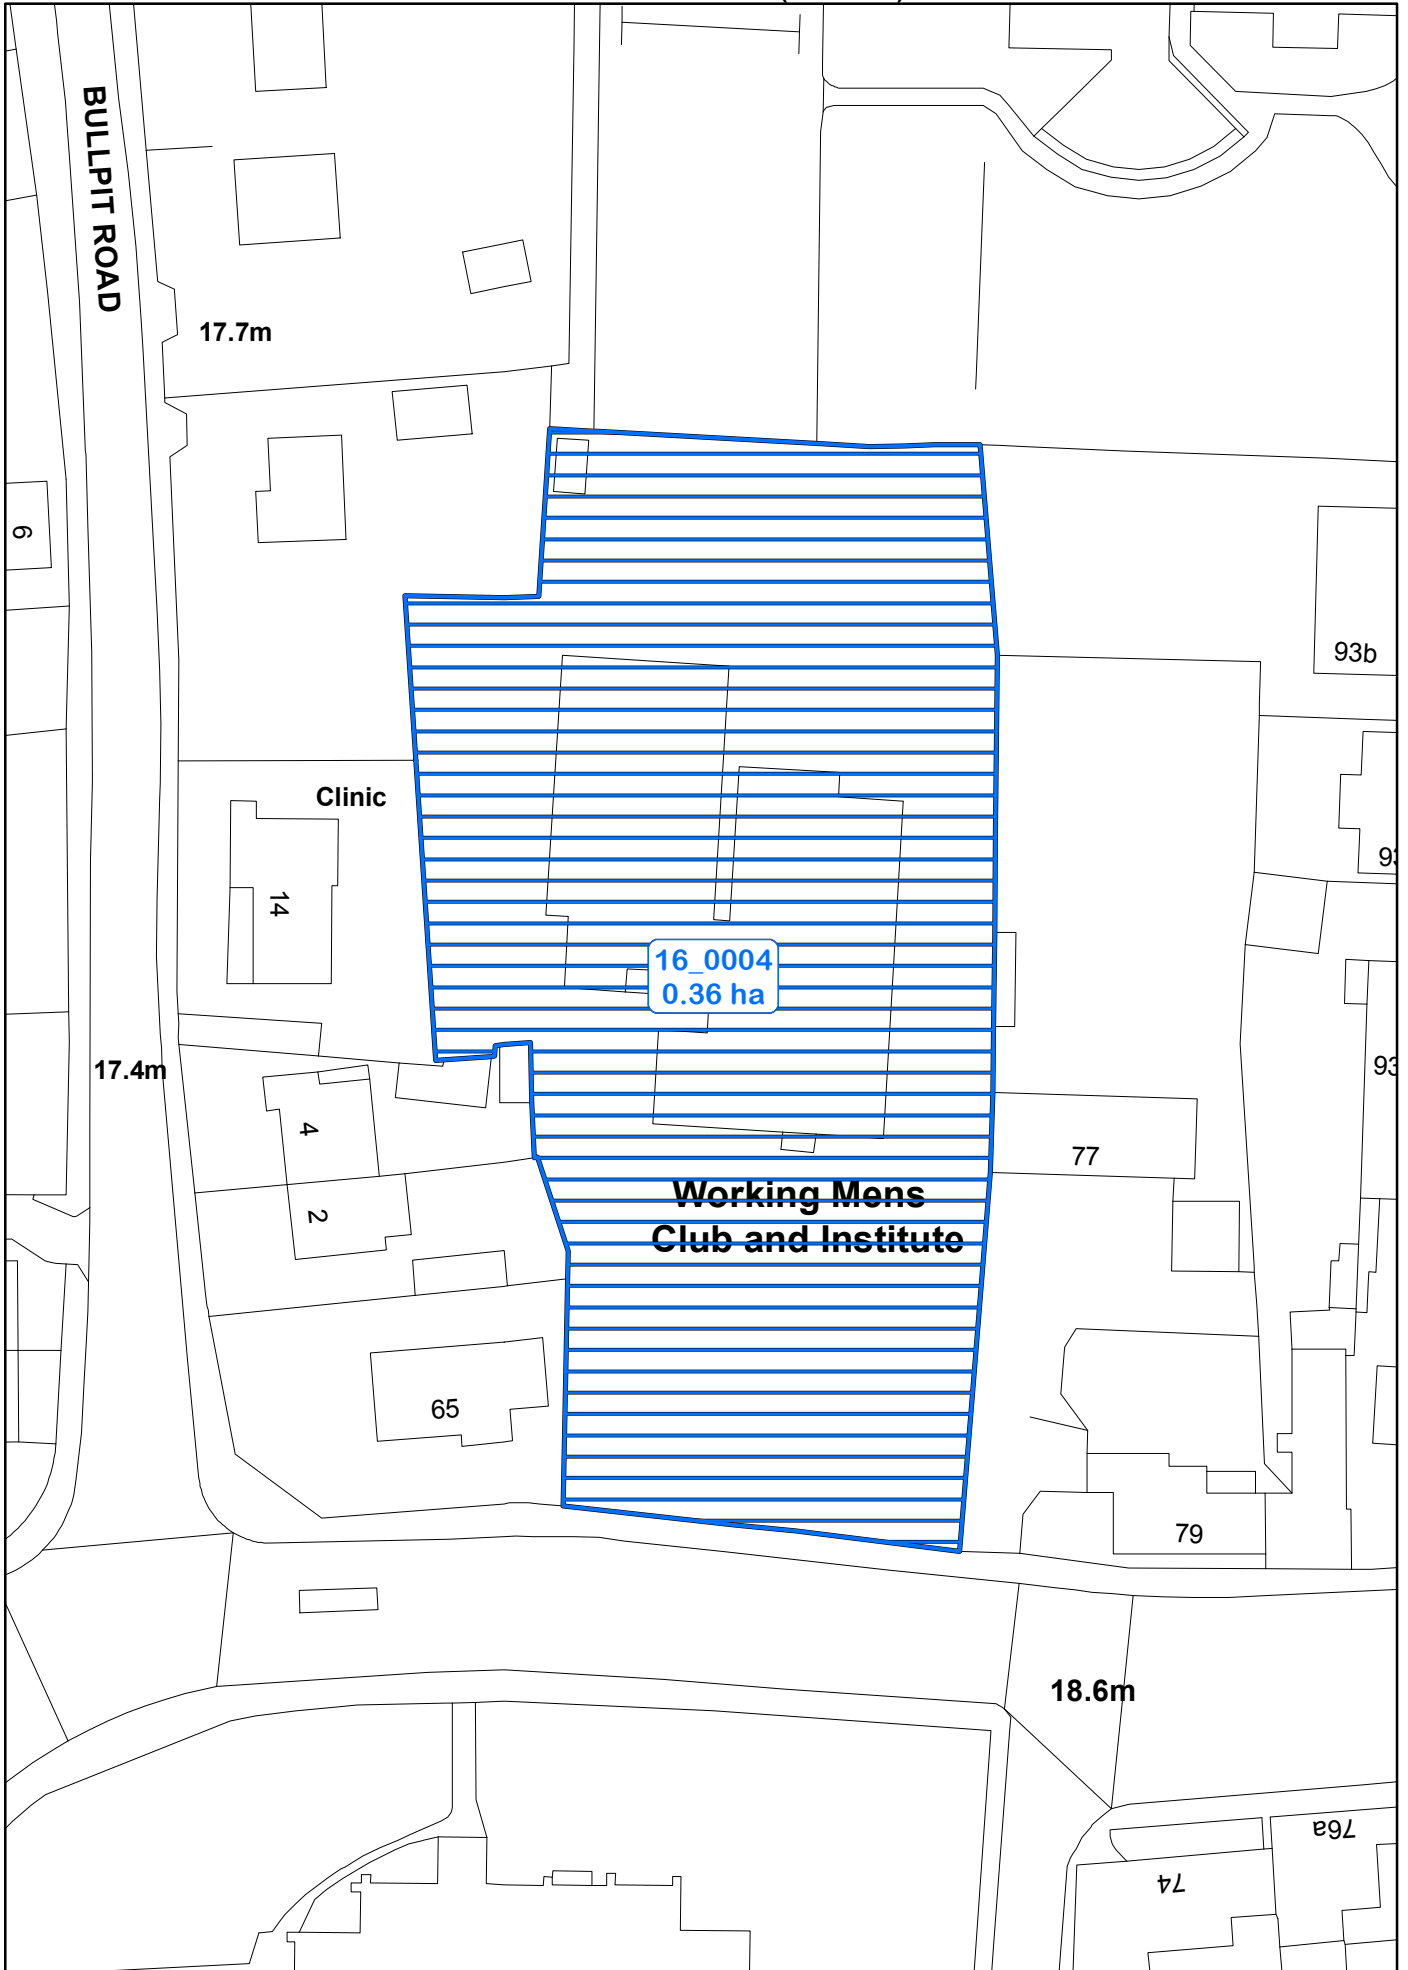 BULLPIT ROAD
17.7m
6
93b
Clinic
14
16_0004
0.36 ha
17.4m
4
77
Working Mens
Club and Institute
2
65
79
18.6m
76a
74